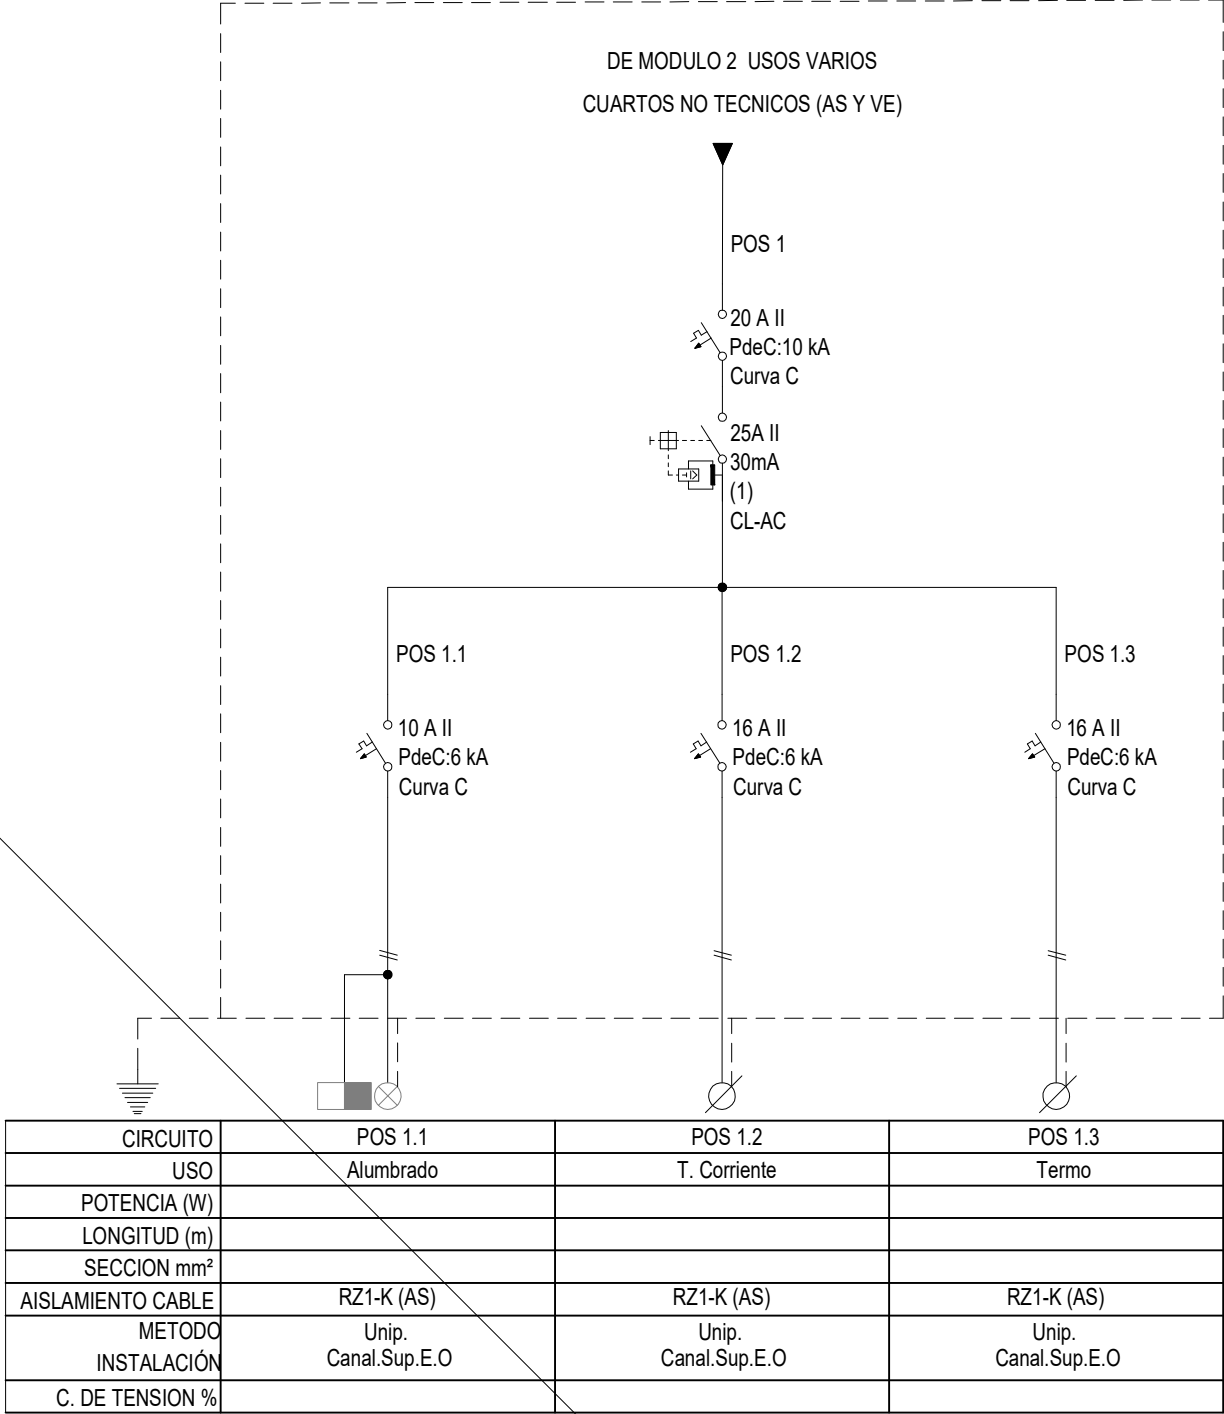 DE MODULO 2 USOS VARIOS
CUARTOS NO TECNICOS (AS Y VE)
POS 1
20 A II
PdeC:10 kA
Curva C
25A II
30mA
(1)
CL-AC
POS 1.1
POS 1.2
POS 1.3
10 A II
PdeC:6 kA
Curva C
16 A II
PdeC:6 kA
Curva C
16 A II
PdeC:6 kA
Curva C
CIRCUITO POS 1.1 POS 1.2 POS 1.3
USO Alumbrado T. Corriente Termo
POTENCIA (W)
LONGITUD (m)
SECCION mm²
AISLAMIENTO CABLE RZ1-K (AS) RZ1-K (AS) RZ1-K (AS)
METODO Unip. Unip. Unip.
INSTALACIÓN Canal.Sup.E.O Canal.Sup.E.O Canal.Sup.E.O
C. DE TENSION %